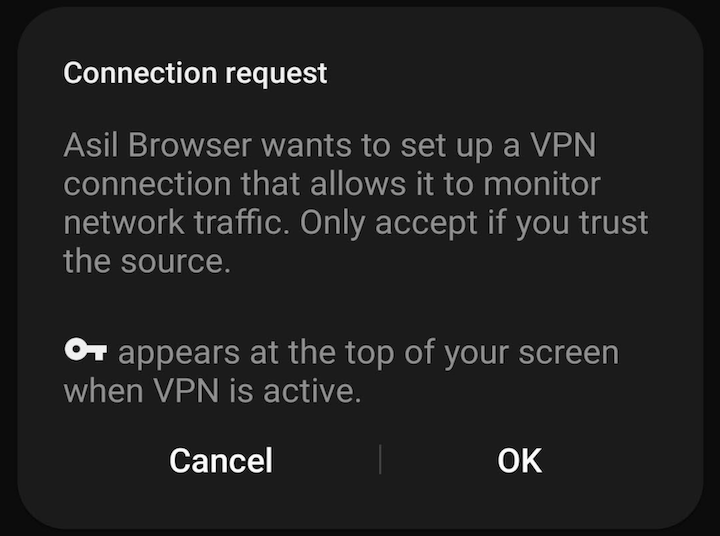 Connection request
Asil Browser wants to set up a VPN
connection that allows it to monitor
network traffic. Only accept if you trust
the source.
appears at the top of your screen
when VPN is active.
Cancel
OK